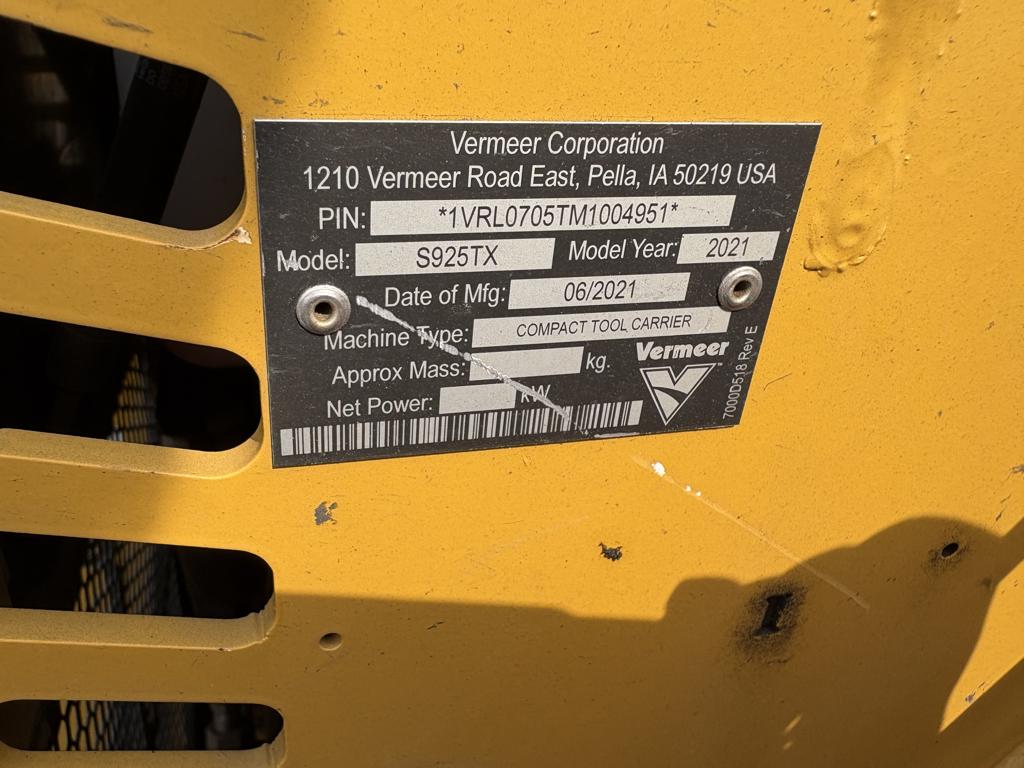 Vermeer Corporation
1210 Vermeer Road East, Pella, IA 50219 USA
PIN: *1VRL0705TM1004951*
Model: S925TX Model Year: 2021
Date of Mfg: 06/2021
Machine Type: COMPACT TOOL CARRIER
Approx Mass: kg.
Net Power: kW
Vermeer
7000D518 Rev E